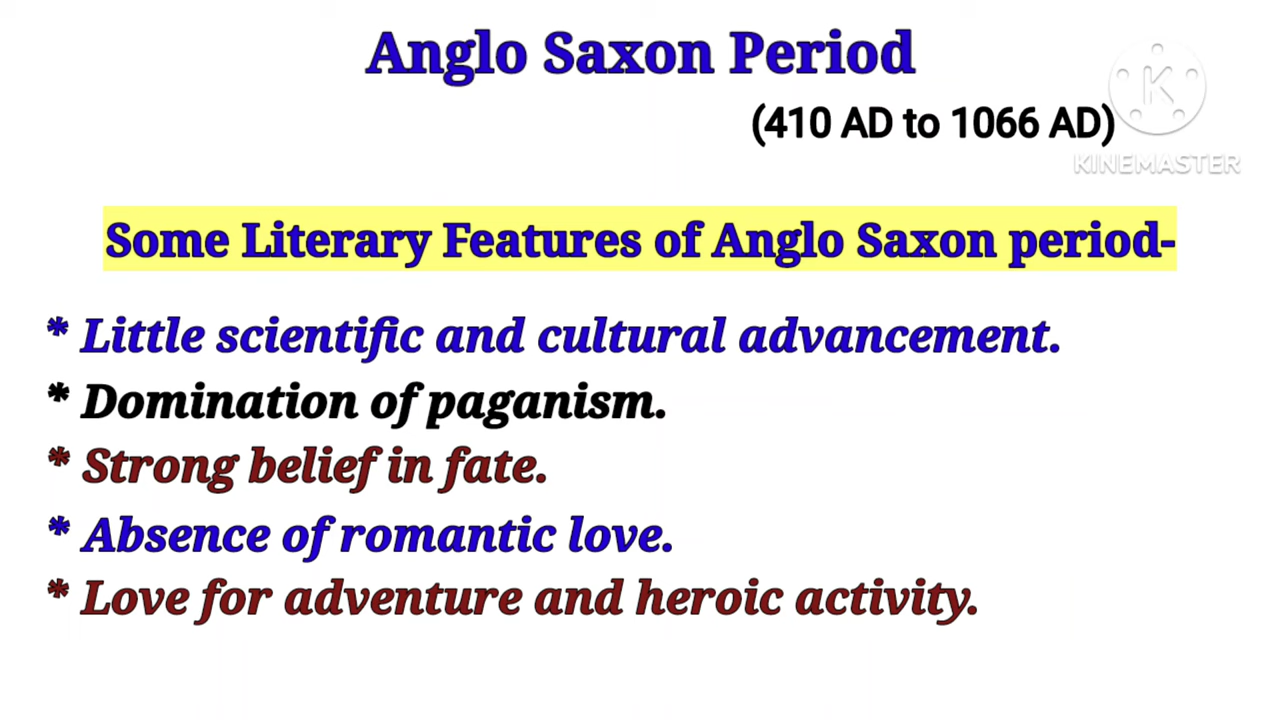 Anglo Saxon Period
(410 AD to 1066 AD)
K
KINEMASTER
Some Literary Features of Anglo Saxon period-
* Little scientific and cultural advancement.
* Domination of paganism.
* Strong belief in fate.
* Absence of romantic love.
* Love for adventure and heroic activity.